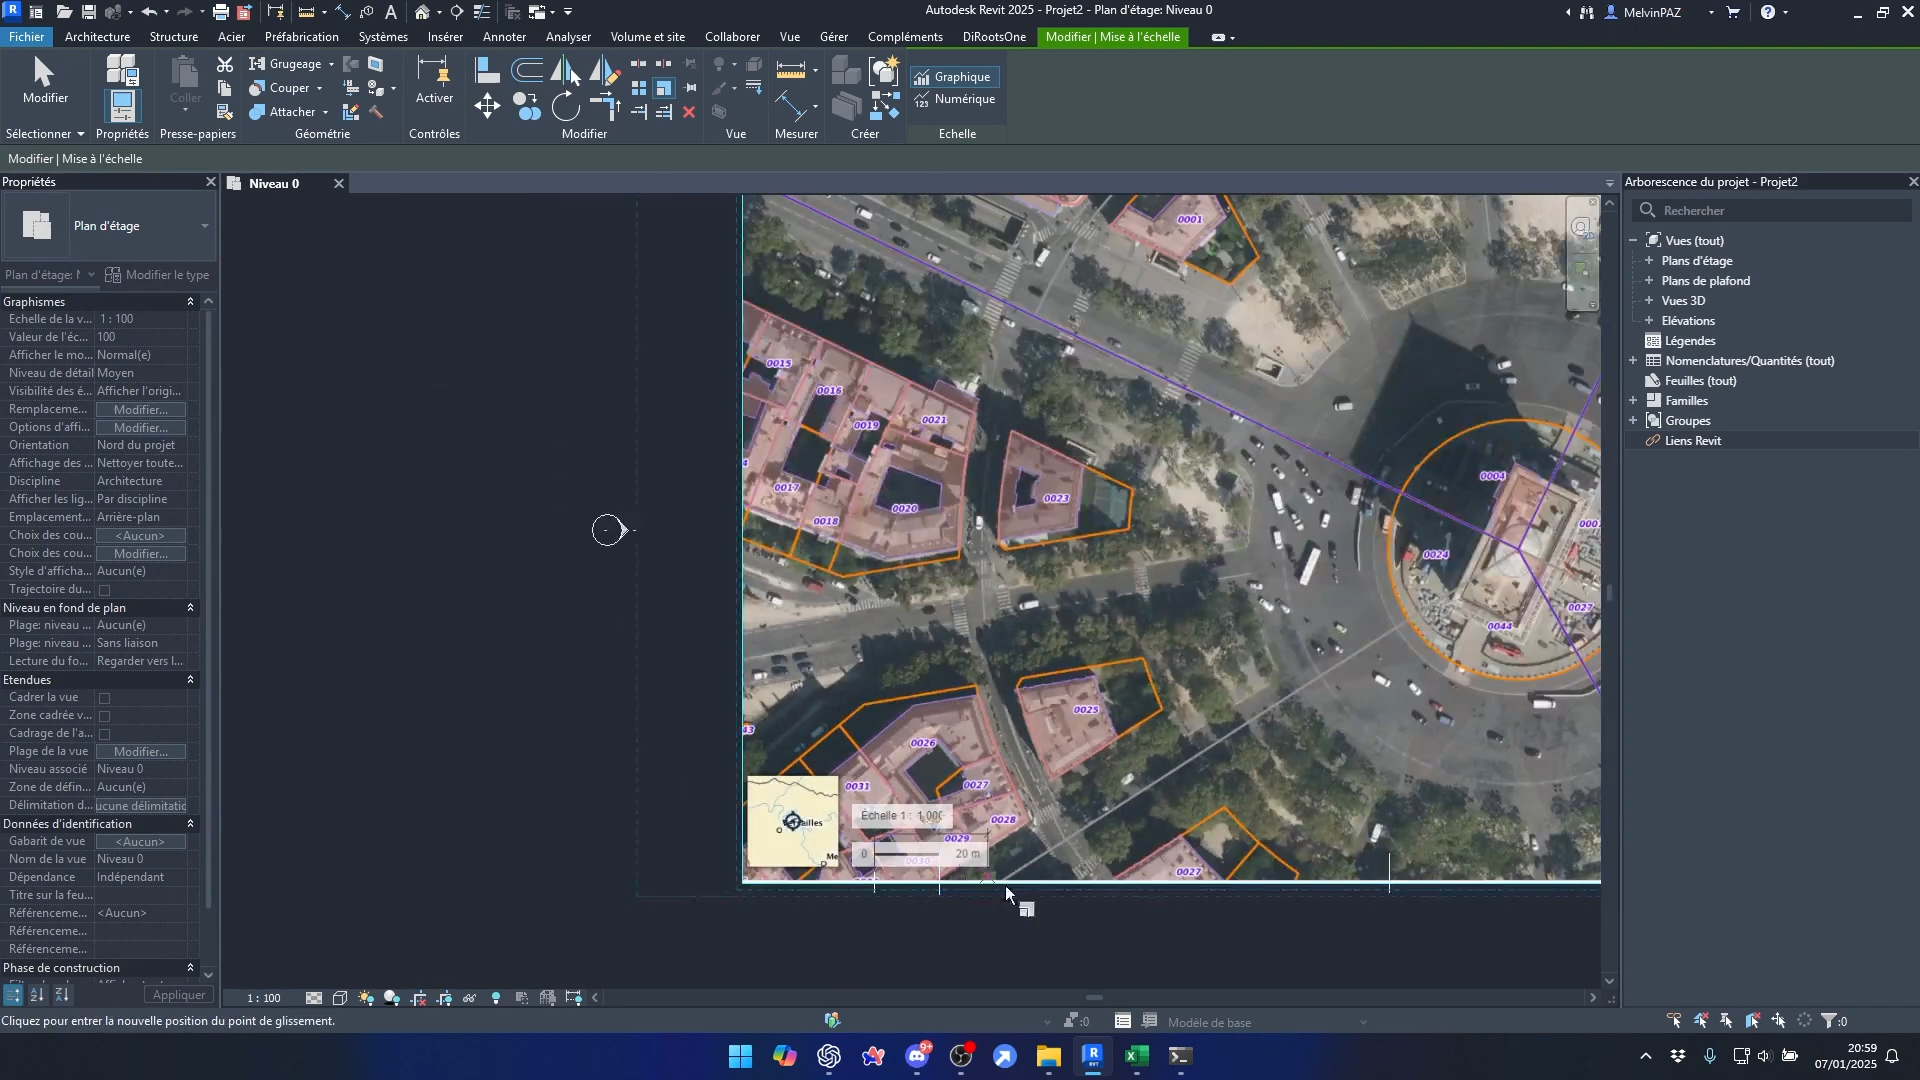 Autodesk Revit 2025 - Projet2 - Plan d'étage: Niveau 0
MelvinPAZ
Fichier Architecture Structure Acier Préfabrication Systèmes Insérer Annoter Analyser Volume et site Collaborer Vue Gérer Compléments DiRootsOne Modifier | Mise à l'échelle
Modifier
Coller
Grugeage
Couper
Attacher
Activer
Graphique
Numérique
Sélectionner Propriétés Presse-papiers Géométrie Contrôles Modifier Vue Mesurer Créer Echelle
Modifier | Mise à l'échelle
Propriétés
Plan d'étage
Modifier le type
Graphismes
Echelle de la v... 1 : 100
Valeur de l'éc... 100
Afficher le mo... Normal(e)
Niveau de détail Moyen
Visibilité des é... Afficher l'origi...
Remplaceme... Modifier...
Options d'affi... Modifier...
Orientation Nord du projet
Affichage des ... Nettoyer toute...
Discipline Architecture
Afficher les lig... Par discipline
Emplacement... Arrière-plan
Choix des cou... <Aucun>
Choix des cou... Modifier...
Style d'afficha... Aucun(e)
Trajectoire du...
Niveau en fond de plan
Plage: niveau ... Aucun(e)
Plage: niveau ... Sans liaison
Lecture du fo... Regarder vers l...
Etendues
Cadrer la vue
Zone cadrée v...
Cadrage de l'a...
Plage de la vue Modifier...
Niveau associé Niveau 0
Zone de défin... Aucun(e)
Délimitation d... ucune délimitatic
Données d'identification
Gabarit de vue <Aucun>
Nom de la vue Niveau 0
Dépendance Indépendant
Titre sur la feu...
Référenceme... <Aucun>
Référenceme...
Référenceme...
Phase de construction
Appliquer
Niveau 0
0001
0015
0016
0019
0021
0017
0018
0020
0023
0004
0024
0044
0027
0025
0026
0031
0027
0028
0029
0030
0027
Échelle 1 : 1 000
0 20 m
1 : 100
Arborescence du projet - Projet2
Rechercher
Vues (tout)
Plans d'étage
Plans de plafond
Vues 3D
Elévations
Légendes
Nomenclatures/Quantités (tout)
Feuilles (tout)
Familles
Groupes
Liens Revit
Cliquez pour entrer la nouvelle position du point de glissement.
:0
Modèle de base
:0
20:59
07/01/2025